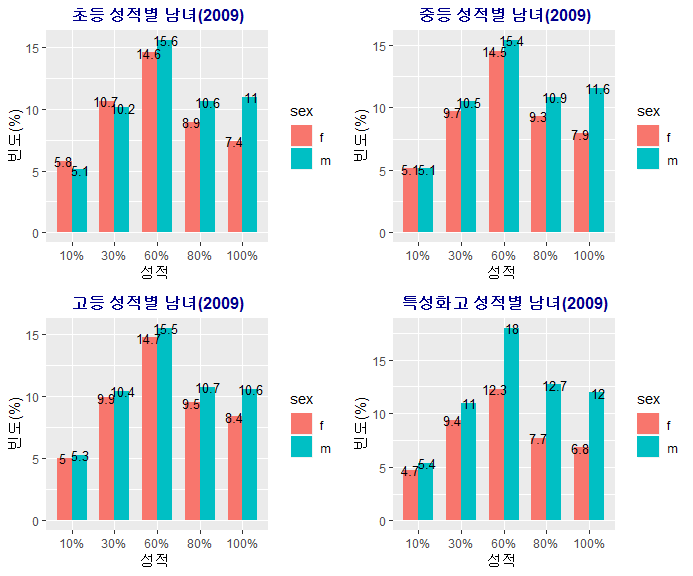 초등 성적별 남녀(2009)
15.6
15
14.6
10.7
10.2
10.6
11
10
8.9
7.4
5.8
5.1
5
0
빈도(%)
10% 30% 60% 80% 100%
성적
sex
f
m
중등 성적별 남녀(2009)
15.4
15
14.5
11.6
10.5
10.9
10
9.7
9.3
7.9
5.1 5.1
5
0
빈도(%)
10% 30% 60% 80% 100%
성적
sex
f
m
고등 성적별 남녀(2009)
15.5
15
14.7
10.4
10.7
10.6
10
9.9
9.5
8.4
5 5.3
5
0
빈도(%)
10% 30% 60% 80% 100%
성적
sex
f
m
특성화고 성적별 남녀(2009)
18
15
12.3
12.7
12
11
10
9.4
7.7
6.8
4.7
5.4
5
0
빈도(%)
10% 30% 60% 80% 100%
성적
sex
f
m